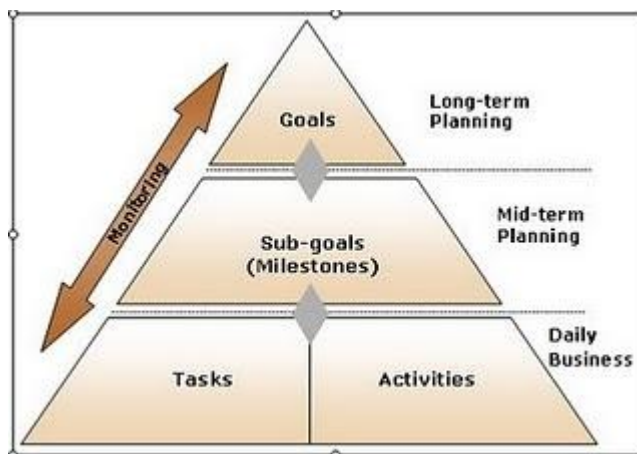 Goals
Long-term
Planning
Monitoring
Sub-goals
(Milestones)
Mid-term
Planning
Tasks
Activities
Daily
Business